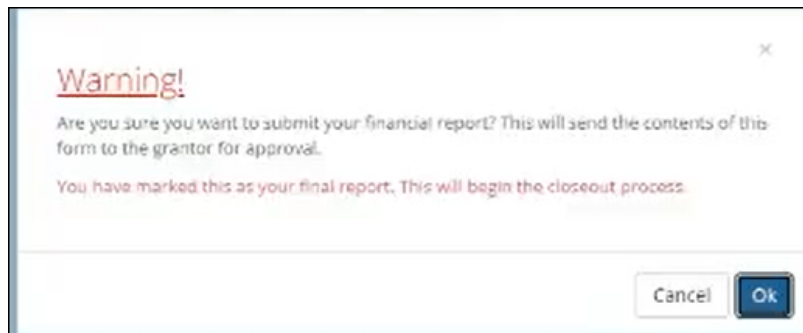 ×
Warning!
Are you sure you want to submit your financial report? This will send the contents of this
form to the grantor for approval.
You have marked this as your final report. This will begin the closeout process.
Cancel
Ok